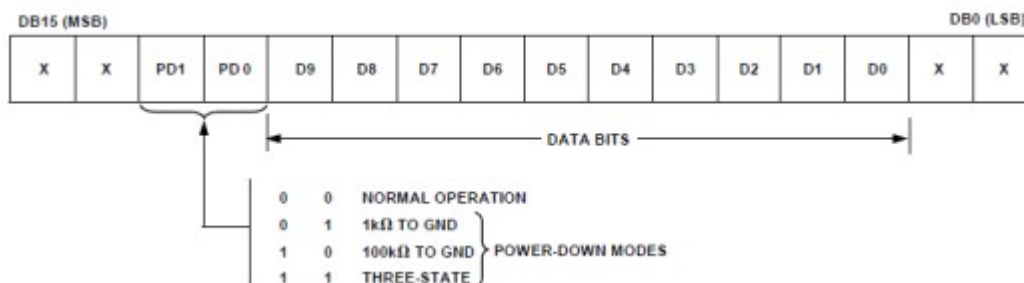 DB15 (MSB) DB0 (LSB)
X X PD1 PD 0 D9 D8 D7 D6 D5 D4 D3 D2 D1 D0 X X
DATA BITS
0 0 NORMAL OPERATION
0 1 1kΩ TO GND
1 0 100kΩ TO GND POWER-DOWN MODES
1 1 THREE-STATE